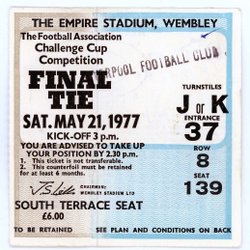 THE EMPIRE STADIUM, WEMBLEY
The Football Association
Challenge Cup
Competition
FOOTBALL CLUB
FINAL
TIE
TURNSTILES
J or K
SAT. MAY 21, 1977
KICK-OFF 3 p.m.
ENTRANCE
37
YOU ARE ADVISED TO TAKE UP
YOUR POSITION BY 2.30 p.m.
1. This ticket is not transferable.
2. This counterfoil must be retained
for at least 6 months.
ROW
8
CHAIRMAN:
WEMBLEY STADIUM LTD
SEAT
139
SOUTH TERRACE SEAT
£6.00
TO BE RETAINED
SEE PLAN AND CONDITIONS ON BACK